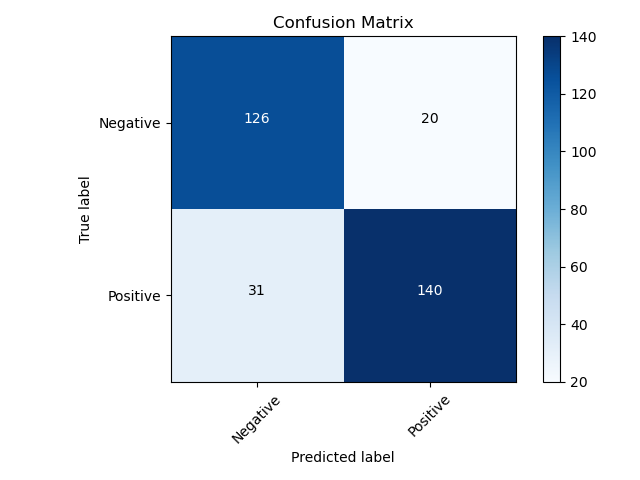 Confusion Matrix
True label
Negative
126
20
Positive
31
140
Negative
Positive
Predicted label
140
120
100
80
60
40
20